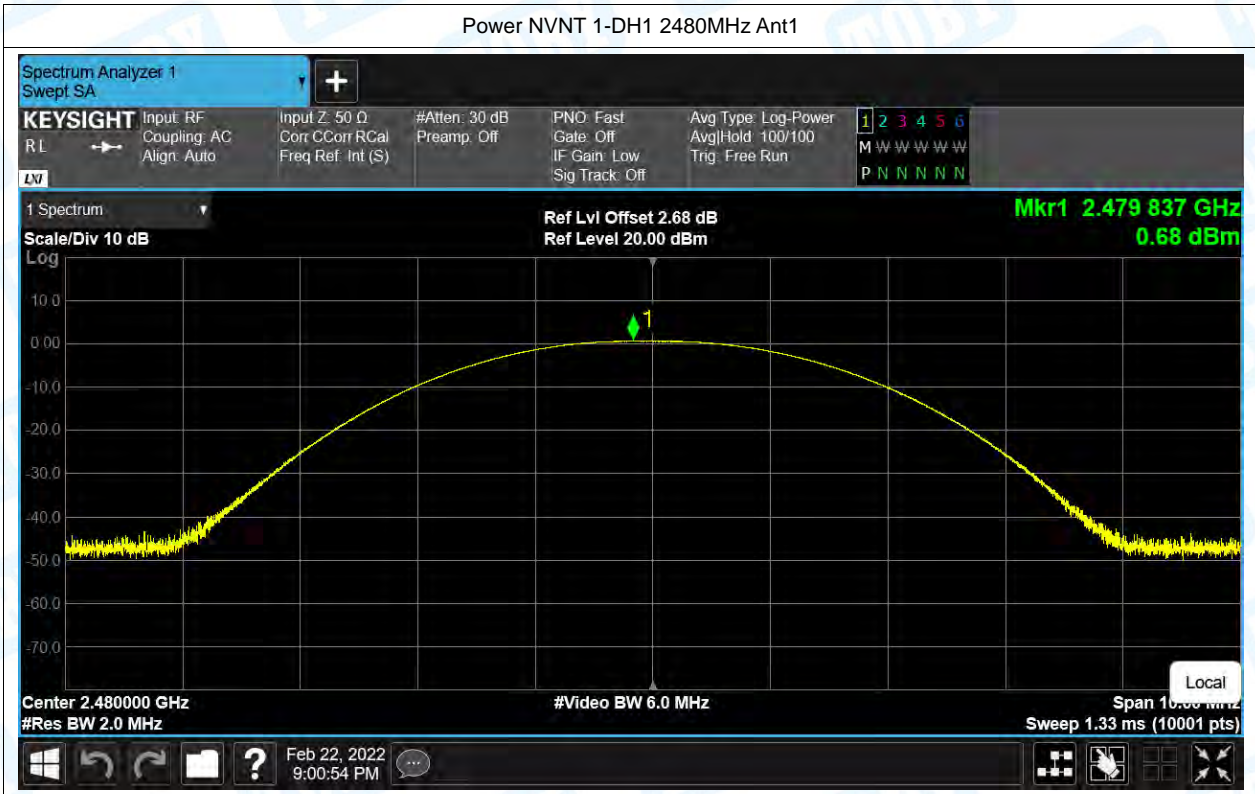 Power NVNT 1-DH1 2480MHz Ant1
Spectrum Analyzer 1
Swept SA
+
KEYSIGHT
RL
LXI
Input: RF
Coupling: AC
Align: Auto
Input Z: 50 Ω
Corr CCorr RCal
Freq Ref: Int (S)
#Atten: 30 dB
Preamp: Off
PNO: Fast
Gate: Off
IF Gain: Low
Sig Track: Off
Avg Type: Log-Power
Avg|Hold: 100/100
Trig: Free Run
1 2 3 4 5 6
M W W W W W
P N N N N N
1 Spectrum
Scale/Div 10 dB
Log
Ref Lvl Offset 2.68 dB
Ref Level 20.00 dBm
Mkr1 2.479 837 GHz
0.68 dBm
1
10.0
0.00
-10.0
-20.0
-30.0
-40.0
-50.0
-60.0
-70.0
Local
Center 2.480000 GHz
#Res BW 2.0 MHz
#Video BW 6.0 MHz
Span 10.00 MHz
Sweep 1.33 ms (10001 pts)
?
Feb 22, 2022
9:00:54 PM